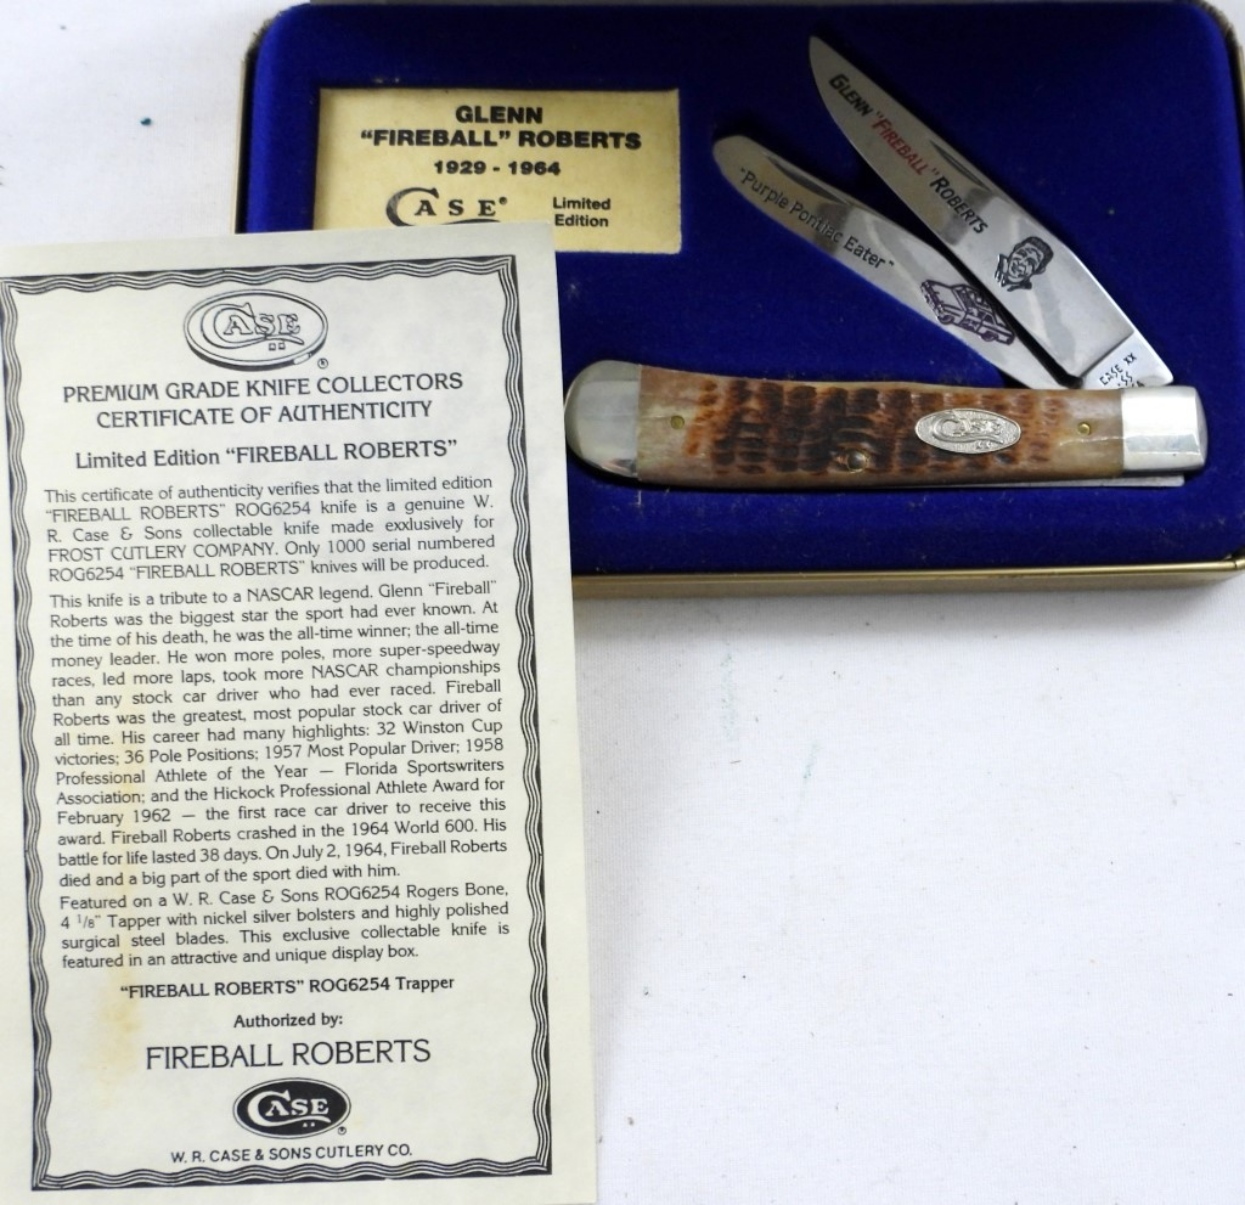 GLENN
“FIREBALL” ROBERTS
1929 - 1964
CASE®
Limited
Edition
GLENN "FIREBALL" ROBERTS
"Purple Pontiac Eater"
CASE XX
CASE
CASE
®
PREMIUM GRADE KNIFE COLLECTORS
CERTIFICATE OF AUTHENTICITY
Limited Edition “FIREBALL ROBERTS”
This certificate of authenticity verifies that the limited edition
“FIREBALL ROBERTS” ROG6254 knife is a genuine W.
R. Case & Sons collectable knife made exxlusively for
FROST CUTLERY COMPANY. Only 1000 serial numbered
ROG6254 “FIREBALL ROBERTS” knives will be produced.
This knife is a tribute to a NASCAR legend. Glenn “Fireball”
Roberts was the biggest star the sport had ever known. At
the time of his death, he was the all-time winner; the all-time
money leader. He won more poles, more super-speedway
races, led more laps, took more NASCAR championships
than any stock car driver who had ever raced. Fireball
Roberts was the greatest, most popular stock car driver of
all time. His career had many highlights: 32 Winston Cup
victories; 36 Pole Positions; 1957 Most Popular Driver; 1958
Professional Athlete of the Year — Florida Sportswriters
Association; and the Hickock Professional Athlete Award for
February 1962 — the first race car driver to receive this
award. Fireball Roberts crashed in the 1964 World 600. His
battle for life lasted 38 days. On July 2, 1964, Fireball Roberts
died and a big part of the sport died with him.
Featured on a W. R. Case & Sons ROG6254 Rogers Bone,
4 1/8" Tapper with nickel silver bolsters and highly polished
surgical steel blades. This exclusive collectable knife is
featured in an attractive and unique display box.
“FIREBALL ROBERTS” ROG6254 Trapper
Authorized by:
FIREBALL ROBERTS
CASE
®
W. R. CASE & SONS CUTLERY CO.